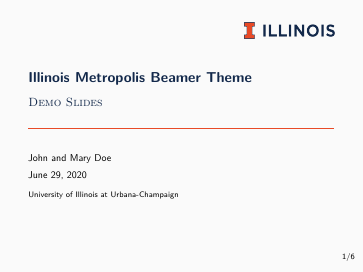 ILLINOIS
Illinois Metropolis Beamer Theme
Demo Slides
John and Mary Doe
June 29, 2020
University of Illinois at Urbana-Champaign
1/6